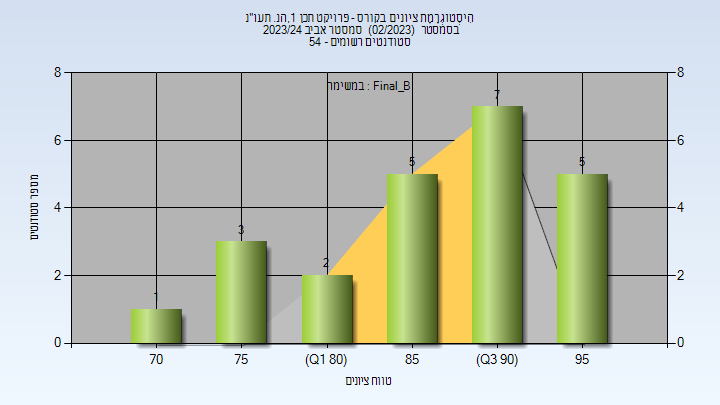 היסטוגרמת ציונים בקורס - פרויקט תכן 1,הנ. תעו"נ
בסמסטר (02/2023) סמסטר אביב 2023/24
סטודנטים רשומים - 54
במשימה : Final_B
8 8
6 6
4 4
2 2
0 0
7
5 5
3
2
1
מספר סטודנטים
70 75 (Q1 80) 85 (Q3 90) 95
טווח ציונים